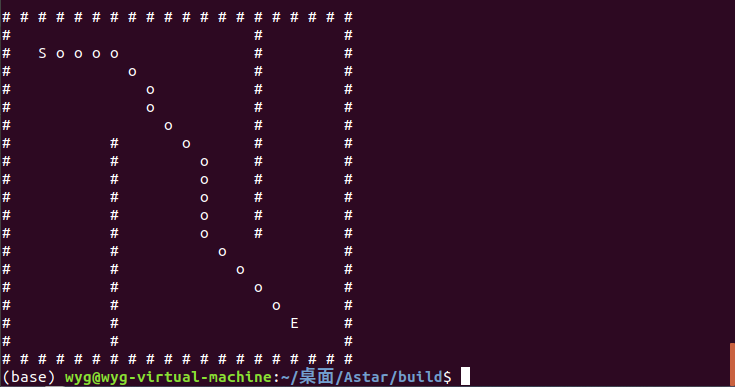 # # # # # # # # # # # # # # # # # # # #
#                           #         #
#   S o o o o               #         #
#             o             #         #
#               o           #         #
#               o           #         #
#                 o         #         #
#           #       o       #         #
#           #         o     #         #
#           #         o     #         #
#           #         o     #         #
#           #         o     #         #
#           #         o     #         #
#           #           o             #
#           #             o           #
#           #               o         #
#           #                 o       #
#           #                   E     #
#           #                         #
# # # # # # # # # # # # # # # # # # # #
(base) wyg@wyg-virtual-machine:~/桌面/Astar/build$